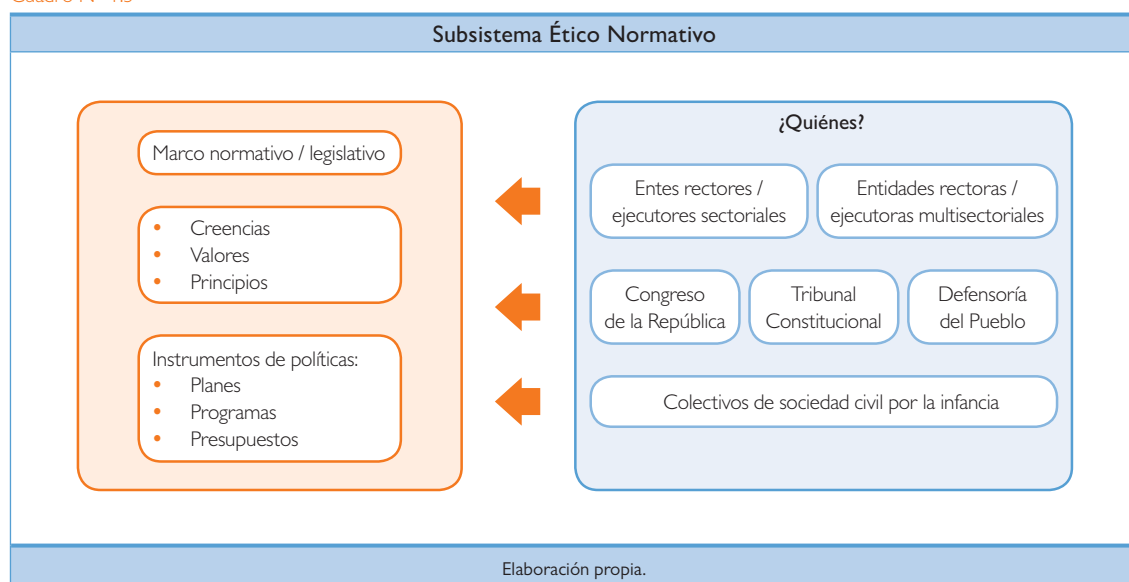 Subsistema Ético Normativo
Marco normativo / legislativo
• Creencias
• Valores
• Principios
Instrumentos de políticas:
• Planes
• Programas
• Presupuestos
¿Quiénes?
Entes rectores /
ejecutores sectoriales
Entidades rectoras /
ejecutoras multisectoriales
Congreso
de la República
Tribunal
Constitucional
Defensoría
del Pueblo
Colectivos de sociedad civil por la infancia
Elaboración propia.